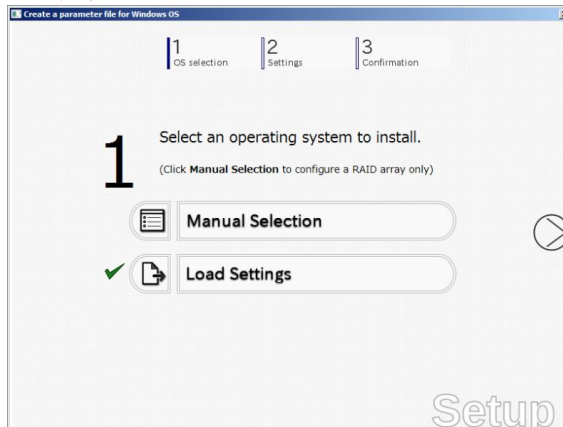 Create a parameter file for Windows OS
1
OS selection
2
Settings
3
Confirmation
1
Select an operating system to install.
(Click Manual Selection to configure a RAID array only)
Manual Selection
Load Settings
Setup